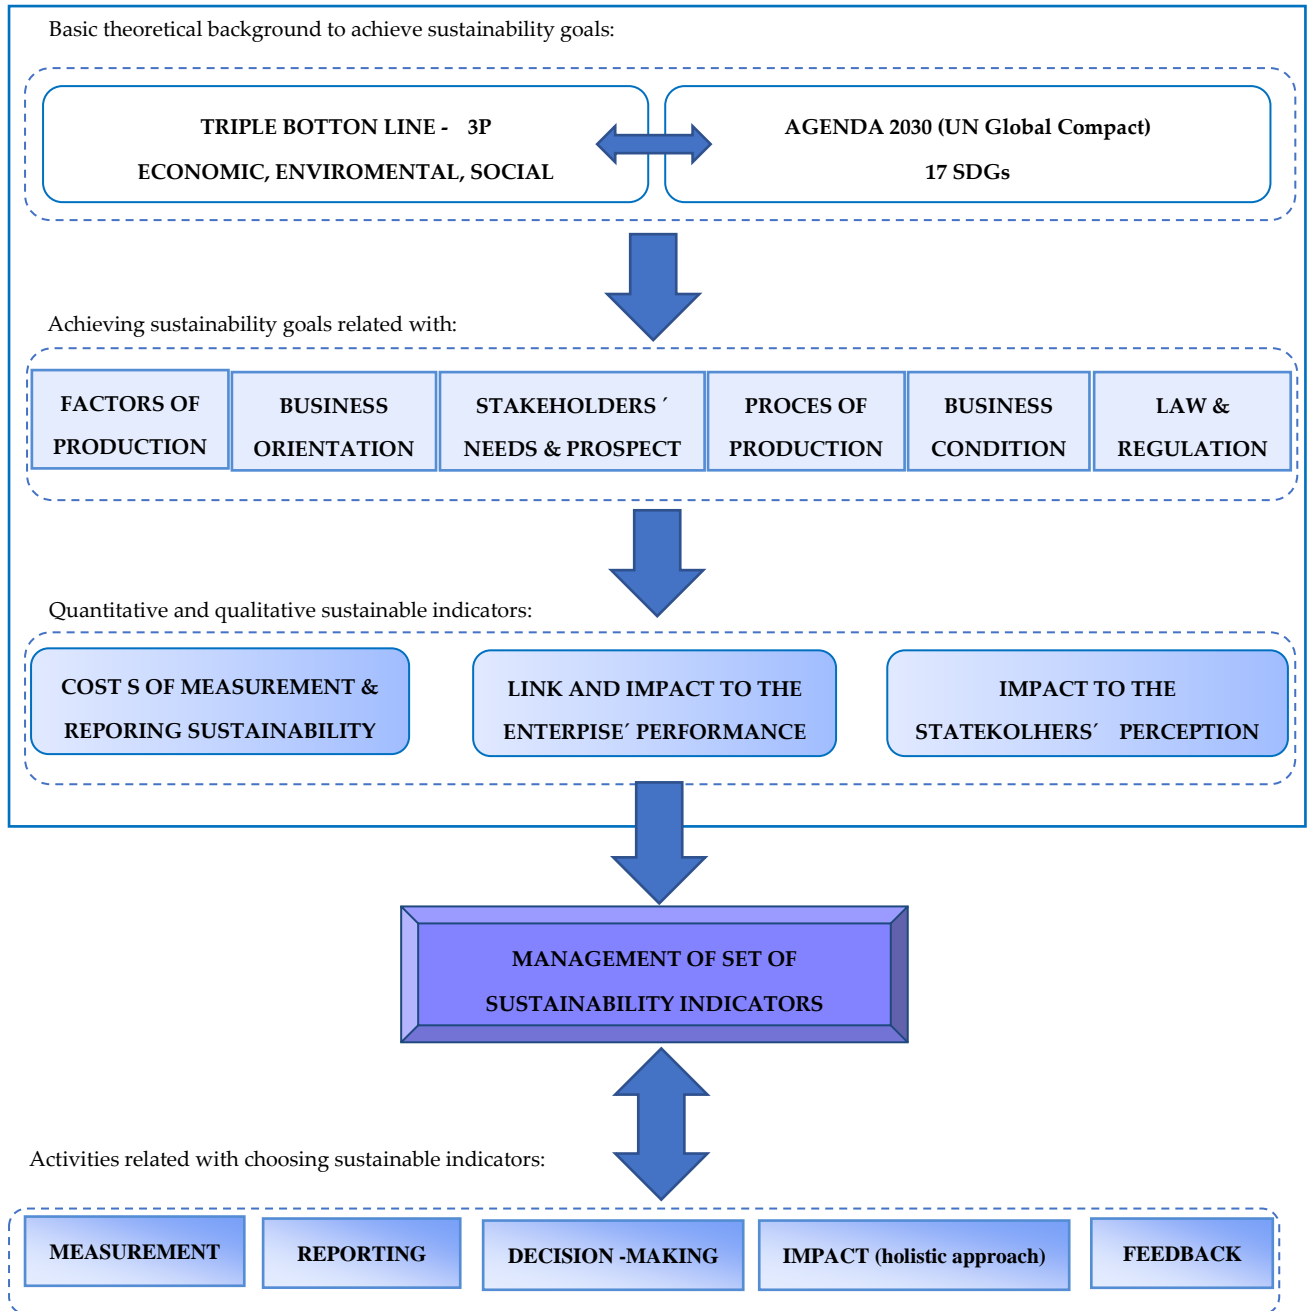 Basic theoretical background to achieve sustainability goals:
TRIPLE BOTTON LINE - 3P
ECONOMIC, ENVIROMENTAL, SOCIAL
AGENDA 2030 (UN Global Compact)
17 SDGs
Achieving sustainability goals related with:
FACTORS OF
PRODUCTION
BUSINESS
ORIENTATION
STAKEHOLDERS ´
NEEDS & PROSPECT
PROCES OF
PRODUCTION
BUSINESS
CONDITION
LAW &
REGULATION
Quantitative and qualitative sustainable indicators:
COST S OF MEASUREMENT &
REPORING SUSTAINABILITY
LINK AND IMPACT TO THE
ENTERPISE´ PERFORMANCE
IMPACT TO THE
STATEKOLHERS´ PERCEPTION
MANAGEMENT OF SET OF
SUSTAINABILITY INDICATORS
Activities related with choosing sustainable indicators:
MEASUREMENT
REPORTING
DECISION -MAKING
IMPACT (holistic approach)
FEEDBACK